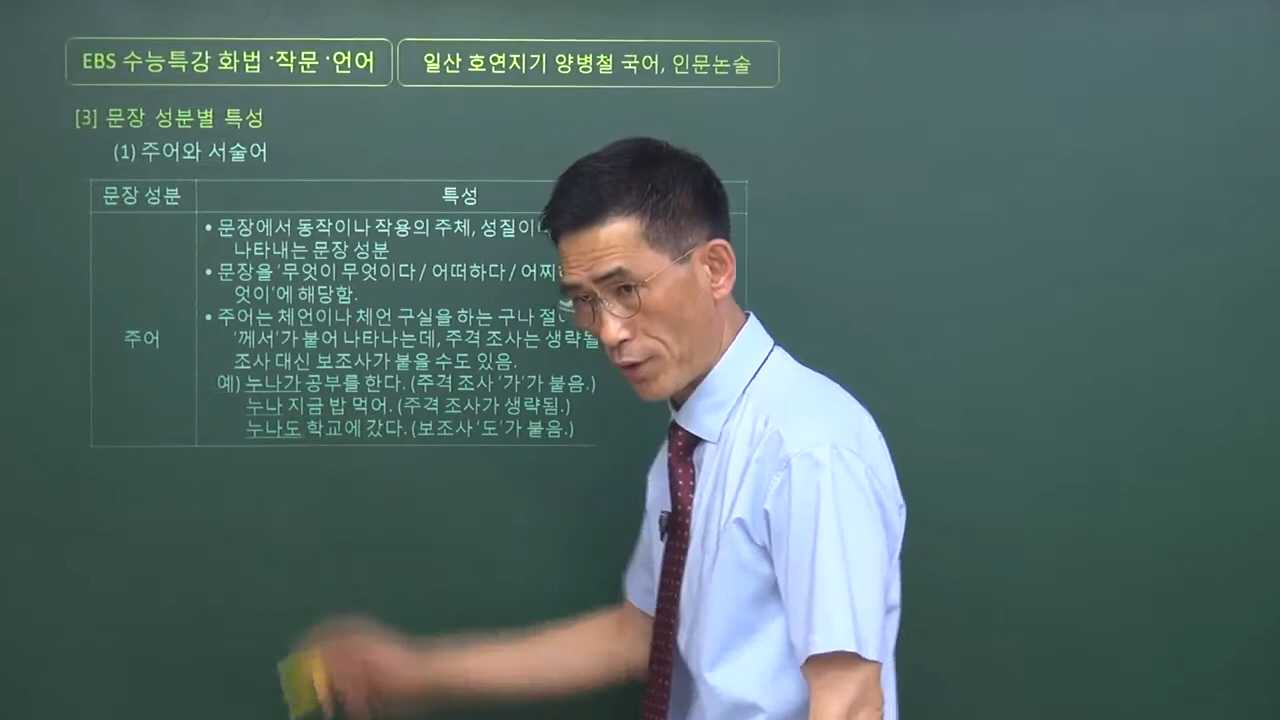 EBS 수능특강 화법 ·작문 ·언어
일산 호연지기 양병철 국어, 인문논술
[3] 문장 성분별 특성
(1) 주어와 서술어
문장 성분
특성
주어
• 문장에서 동작이나 작용의 주체, 성질이
나타내는 문장 성분
• 문장을 '무엇이 무엇이다 / 어떠하다 /
엇이'에 해당함.
• 주어는 체언이나 체언 구실을 하는 구나
'께서'가 붙어 나타나는데, 주격 조사는 생략될
조사 대신 보조사가 붙을 수도 있음.
예) 누나가 공부를 한다. (주격 조사 '가'가 붙음.)
누나 지금 밥 먹어. (주격 조사가 생략됨.)
누나도 학교에 갔다. (보조사 '도'가 붙음.)